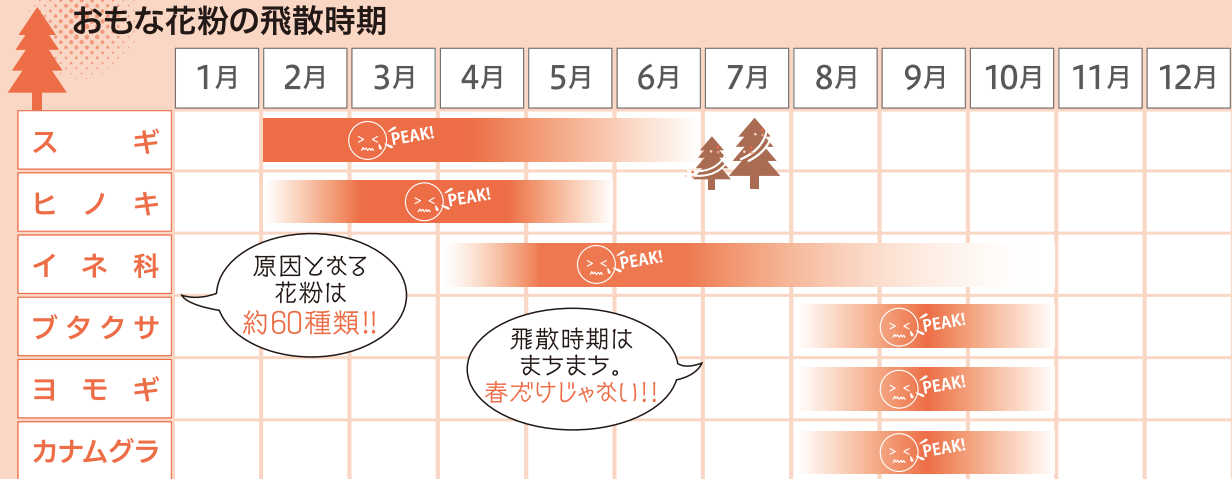 おもな花粉の飛散時期
1月 2月 3月 4月 5月 6月 7月 8月 9月 10月 11月 12月
スギ PEAK!
ヒノキ PEAK!
イネ科 PEAK!
原因となる
花粉は
約60種類!!
ブタクサ PEAK!
飛散時期は
まちまち。
春だけじゃない!!
ヨモギ PEAK!
カナムグラ PEAK!